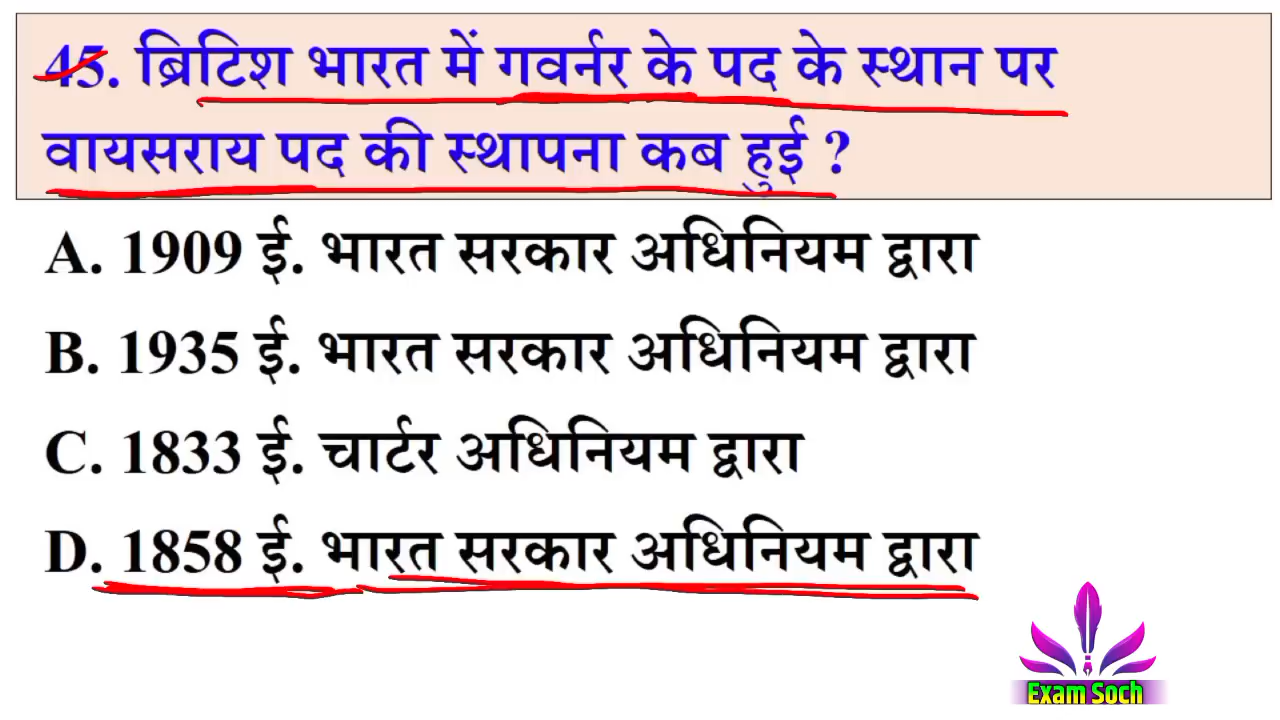 45. ब्रिटिश भारत में गवर्नर के पद के स्थान पर
वायसराय पद की स्थापना कब हुई ?
A. 1909 ई. भारत सरकार अधिनियम द्वारा
B. 1935 ई. भारत सरकार अधिनियम द्वारा
C. 1833 ई. चार्टर अधिनियम द्वारा
D. 1858 ई. भारत सरकार अधिनियम द्वारा
Exam Soch